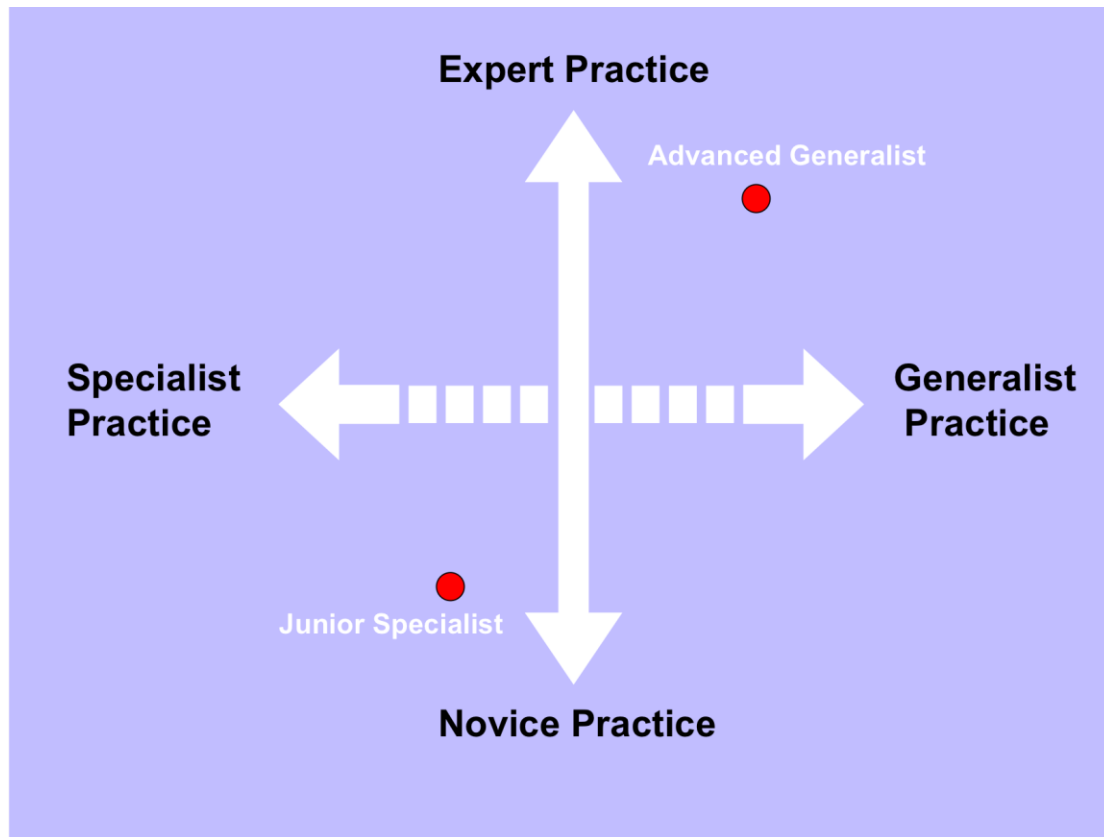 Expert Practice
Advanced Generalist
Specialist
Practice
Generalist
Practice
Junior Specialist
Novice Practice